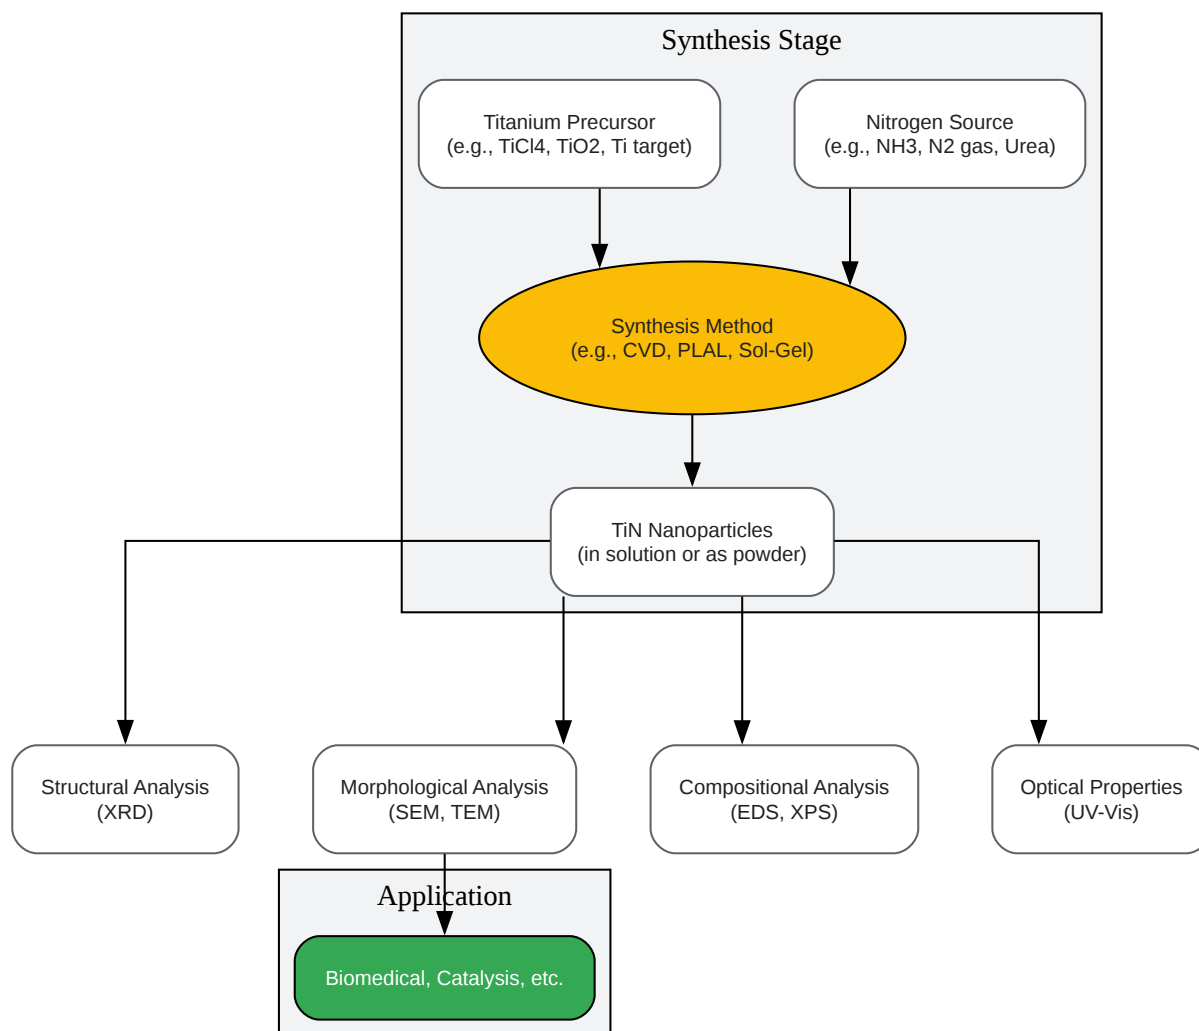 Synthesis Stage
Titanium Precursor
(e.g., TiCl4, TiO2, Ti target)
Nitrogen Source
(e.g., NH3, N2 gas, Urea)
Synthesis Method
(e.g., CVD, PLAL, Sol-Gel)
TiN Nanoparticles
(in solution or as powder)
Structural Analysis
(XRD)
Morphological Analysis
(SEM, TEM)
Compositional Analysis
(EDS, XPS)
Optical Properties
(UV-Vis)
Application
Biomedical, Catalysis, etc.